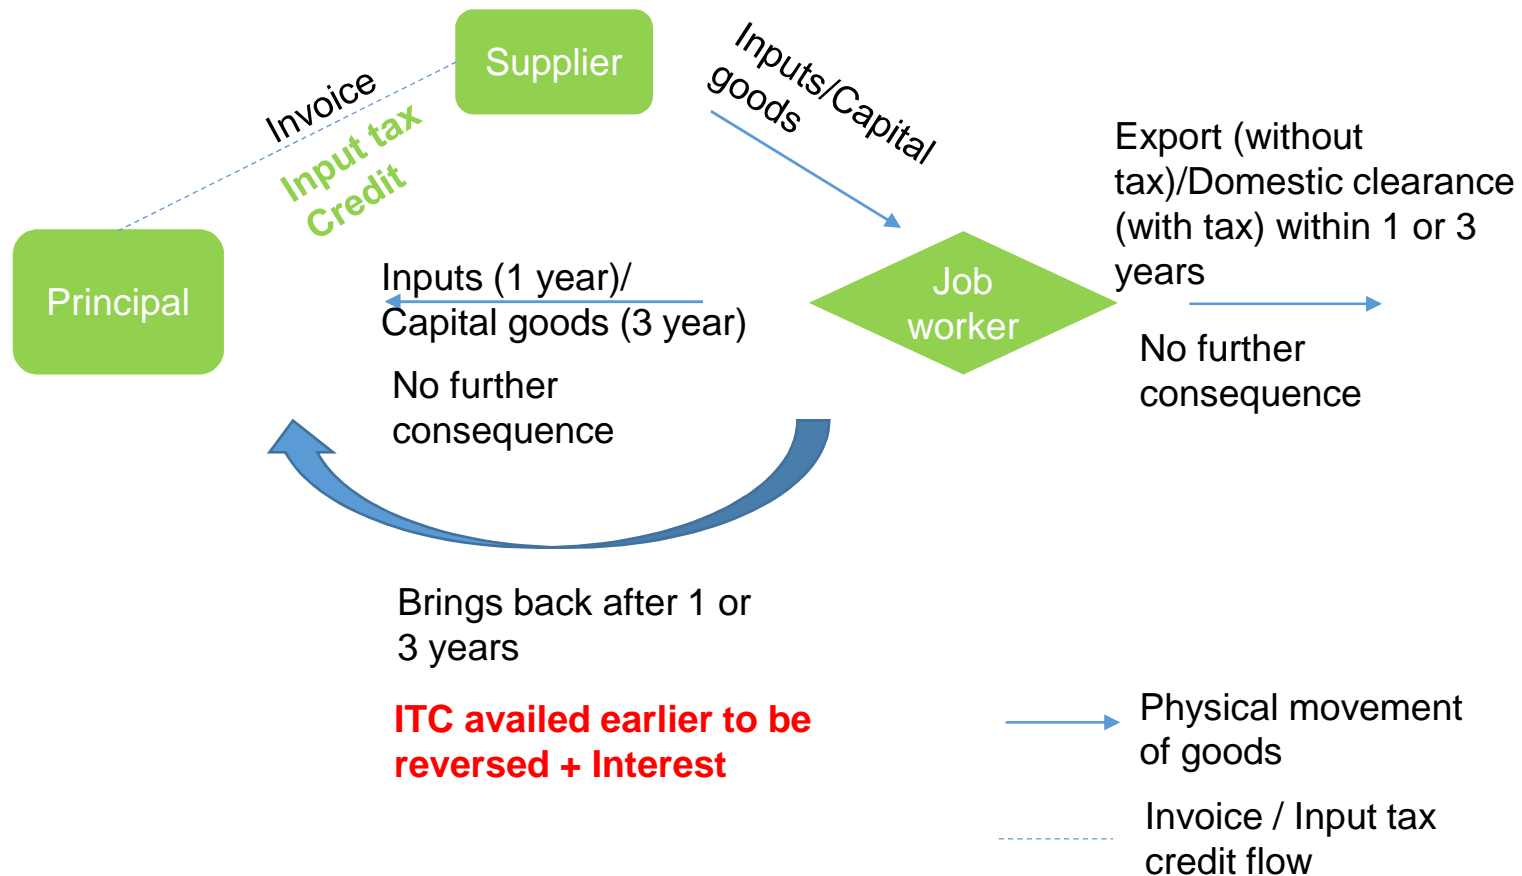 Supplier
Inputs/Capital
goods
Invoice
Input tax
Credit
Export (without
tax)/Domestic clearance
(with tax) within 1 or 3
years
Principal
Inputs (1 year)/
Capital goods (3 year)
Job
worker
No further
consequence
No further
consequence
Brings back after 1 or
3 years
ITC availed earlier to be
reversed + Interest
Physical movement
of goods
Invoice / Input tax
credit flow